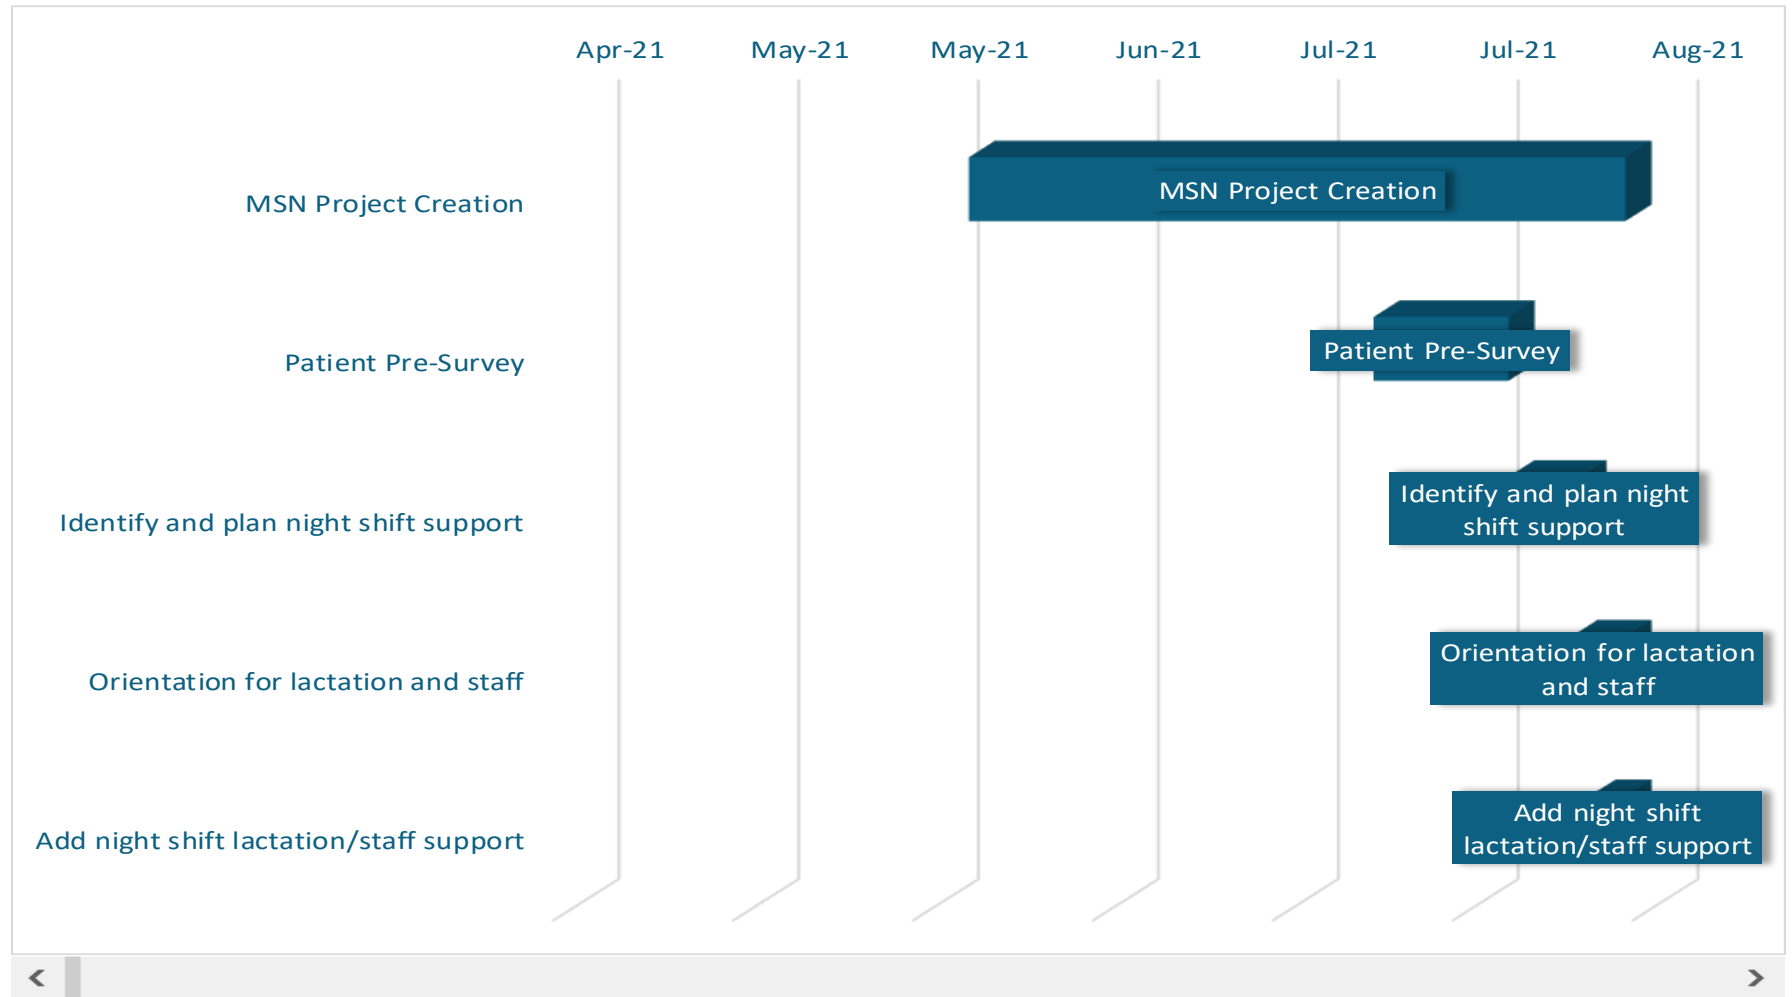 Apr-21 May-21 May-21 Jun-21 Jul-21 Jul-21 Aug-21
MSN Project Creation
MSN Project Creation
Patient Pre-Survey
Patient Pre-Survey
Identify and plan night shift support
Identify and plan night
shift support
Orientation for lactation and staff
Orientation for lactation
and staff
Add night shift lactation/staff support
Add night shift
lactation/staff support